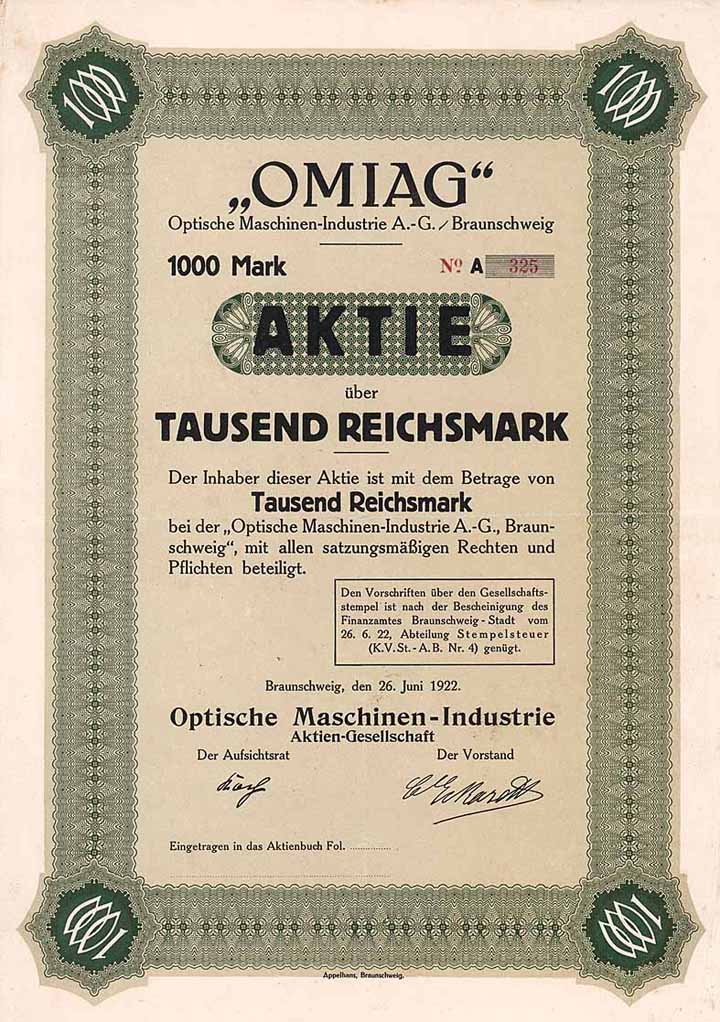 1000
1000
„OMIAG“
Optische Maschinen-Industrie A.-G. / Braunschweig
1000 Mark
No A 325
AKTIE
über
TAUSEND REICHSMARK
Der Inhaber dieser Aktie ist mit dem Betrage von
Tausend Reichsmark
bei der „Optische Maschinen-Industrie A.-G., Braun-
schweig“, mit allen satzungsmäßigen Rechten und
Pflichten beteiligt.
Den Vorschriften über den Gesellschafts-
stempel ist nach der Bescheinigung des
Finanzamtes Braunschweig-Stadt vom
26. 6. 22, Abteilung Stempelsteuer
(K.V.St.-A.B. Nr. 4) genügt.
Braunschweig, den 26. Juni 1922.
Optische Maschinen-Industrie
Aktien-Gesellschaft
Der Aufsichtsrat
Der Vorstand
Eingetragen in das Aktienbuch Fol. ..............
1000
1000
Appelhans, Braunschweig.